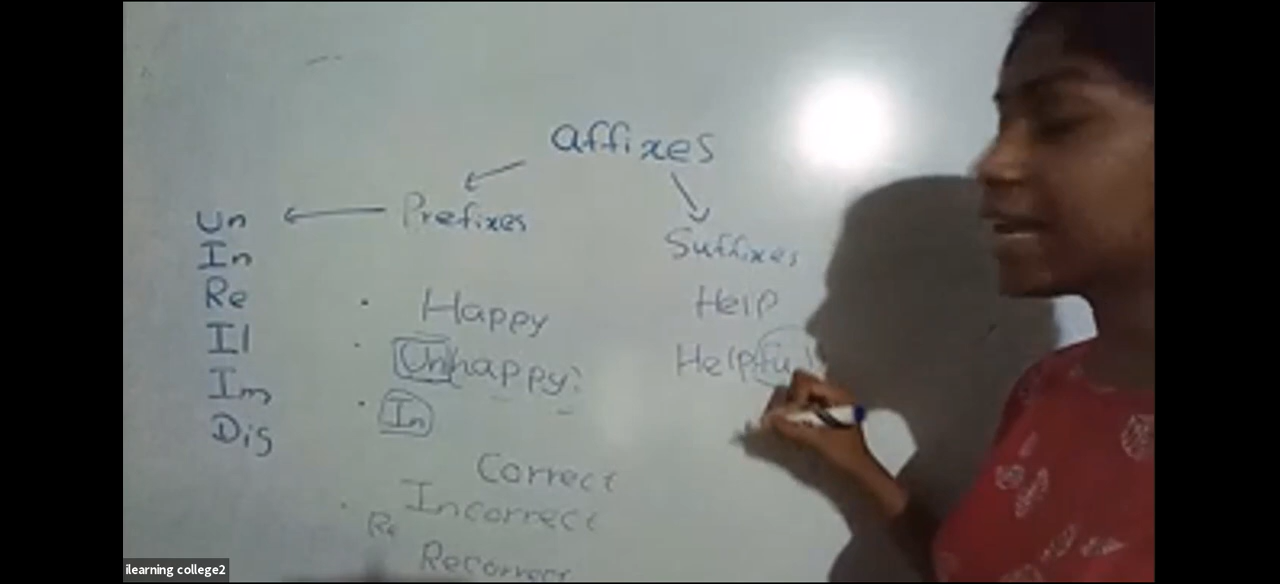 affixes
Prefixes
Suffixes
Un
In
Re
Il
Im
Dis
Happy
Unhappy
In
Correct
Incorrect
Re
Recorrect
Help
Helpful
ilearning college2